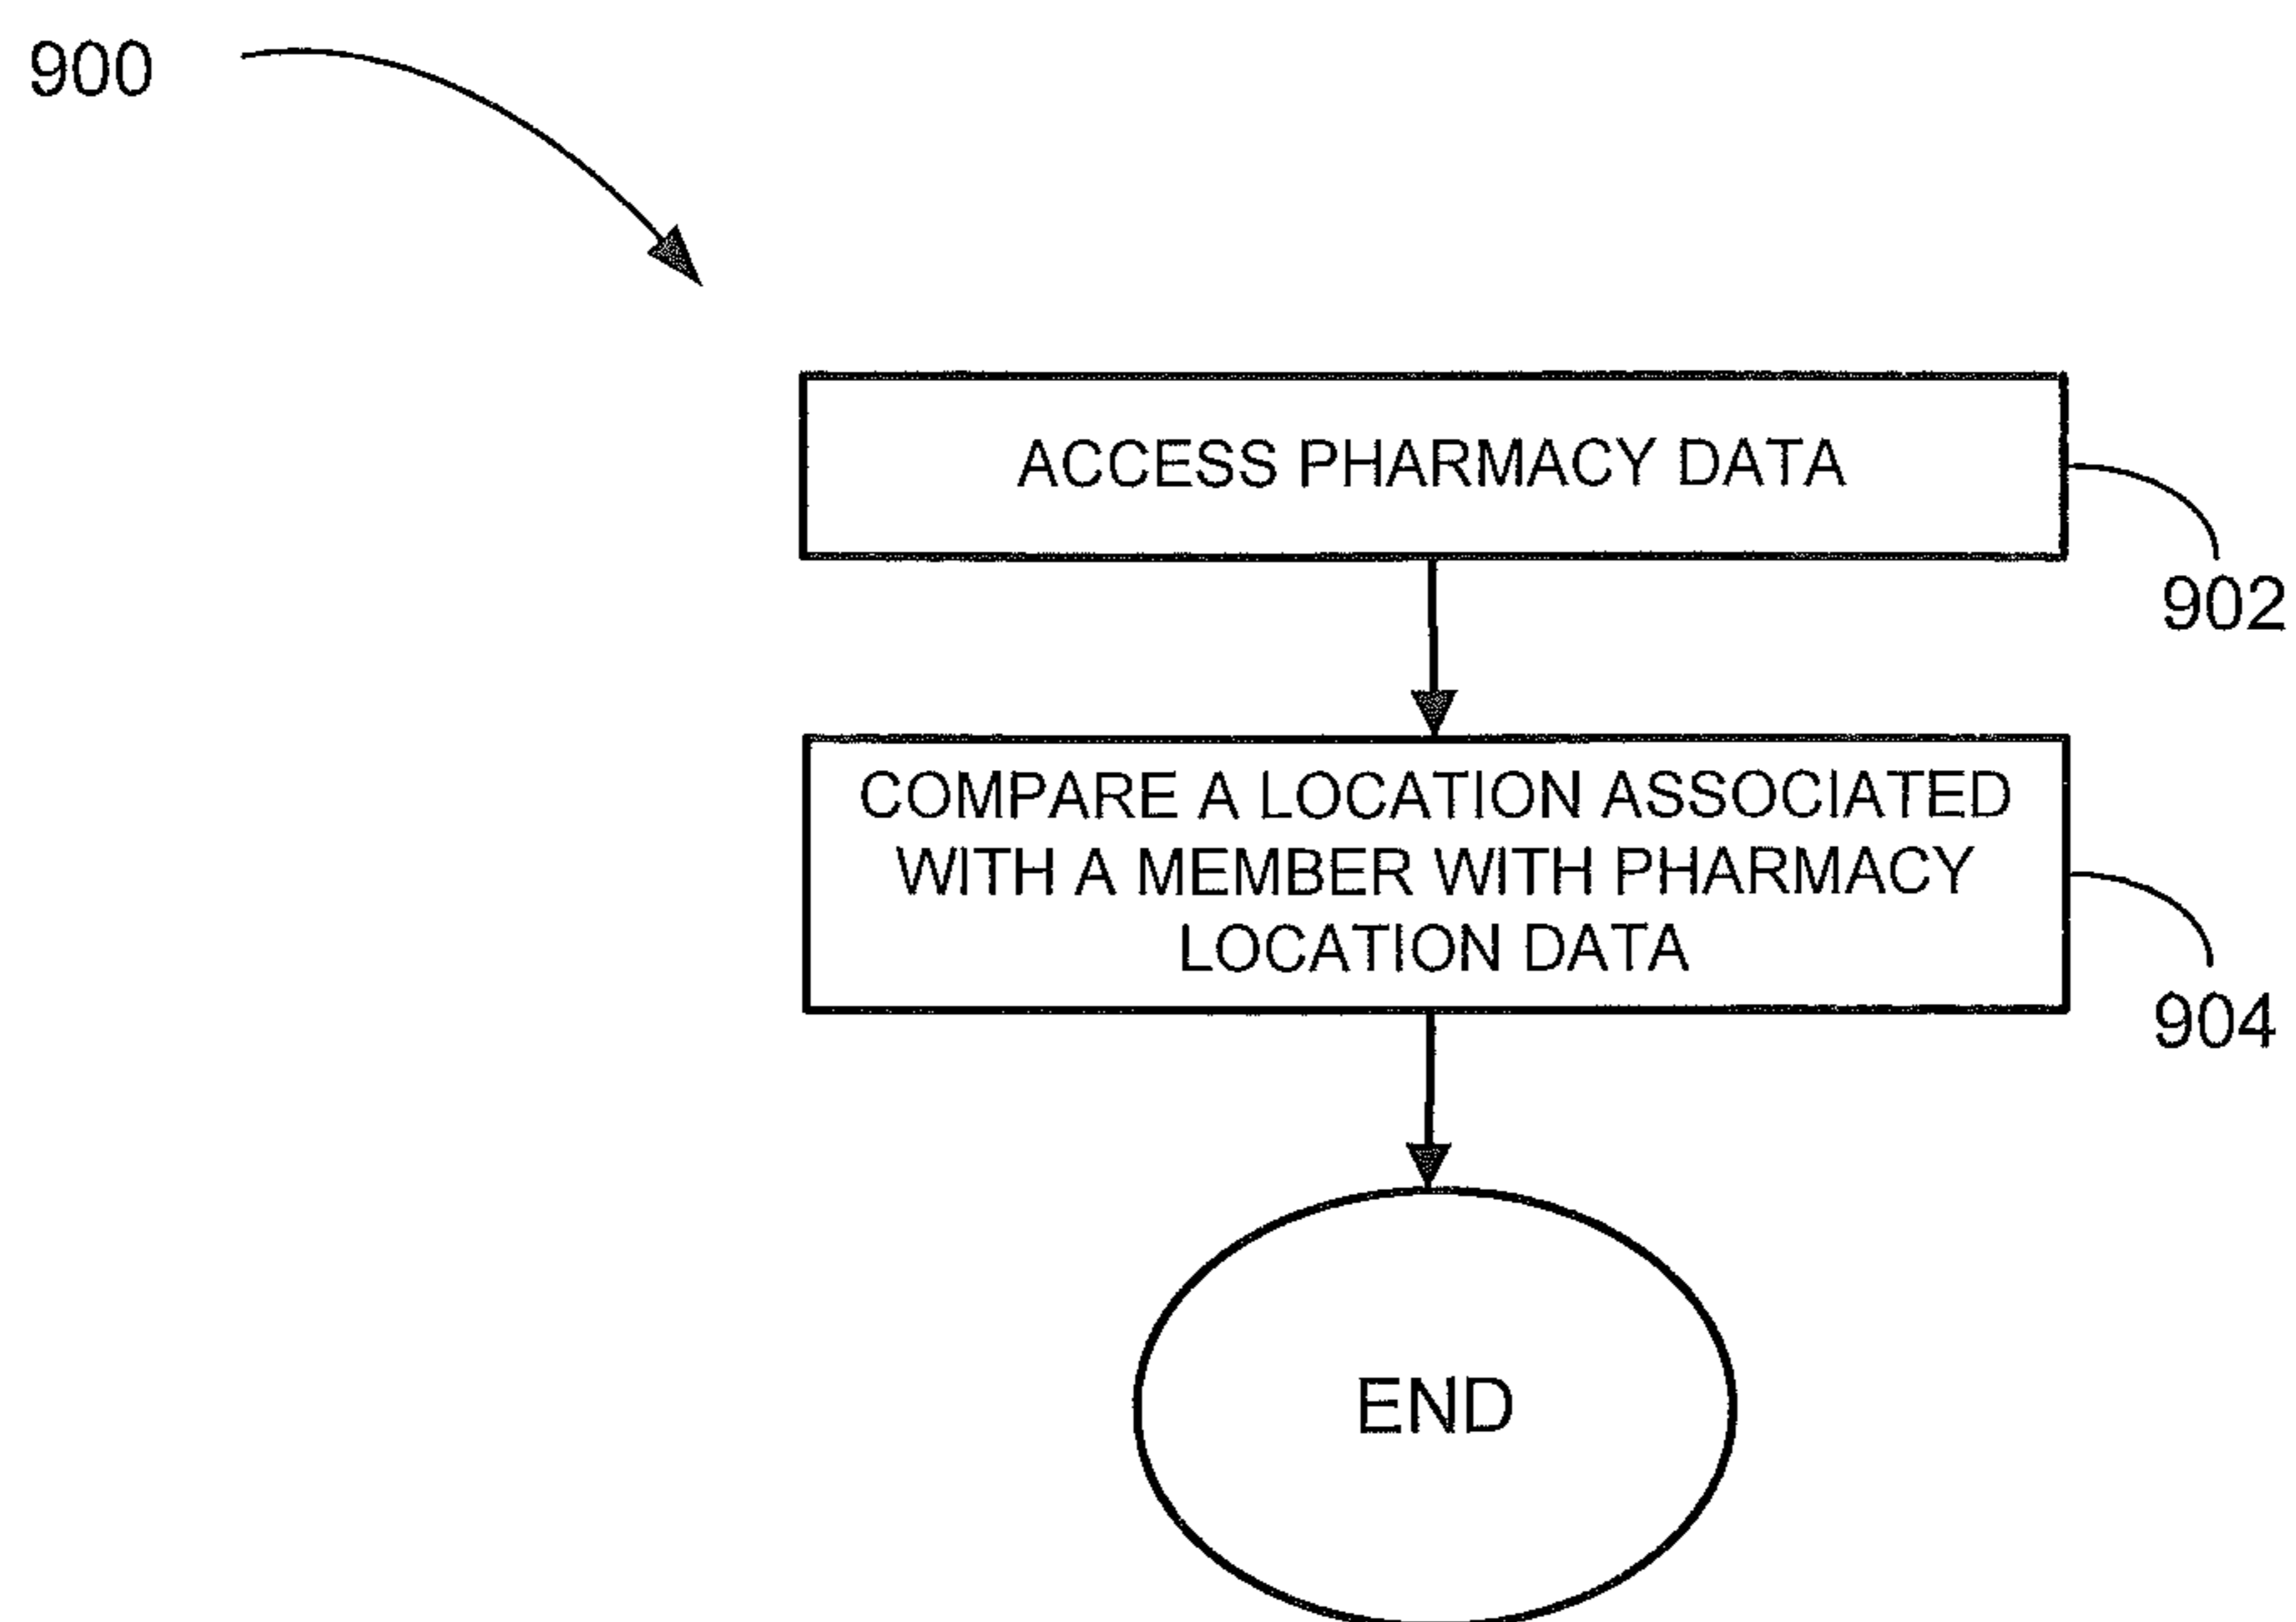 900
ACCESS PHARMACY DATA
902
COMPARE A LOCATION ASSOCIATED
WITH A MEMBER WITH PHARMACY
LOCATION DATA
904
END